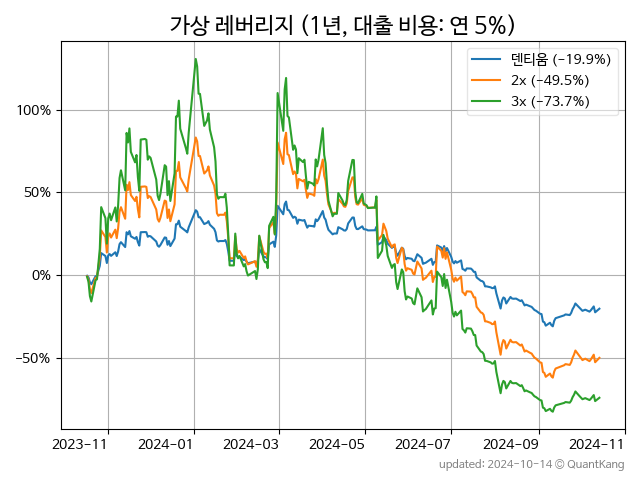 가상 레버리지 (1년, 대출 비용: 연 5%)
덴티움 (−19.9%)
2x (−49.5%)
3x (−73.7%)
100%
50%
0%
−50%
2023-11 2024-01 2024-03 2024-05 2024-07 2024-09 2024-11
updated: 2024-10-14 © QuantKang